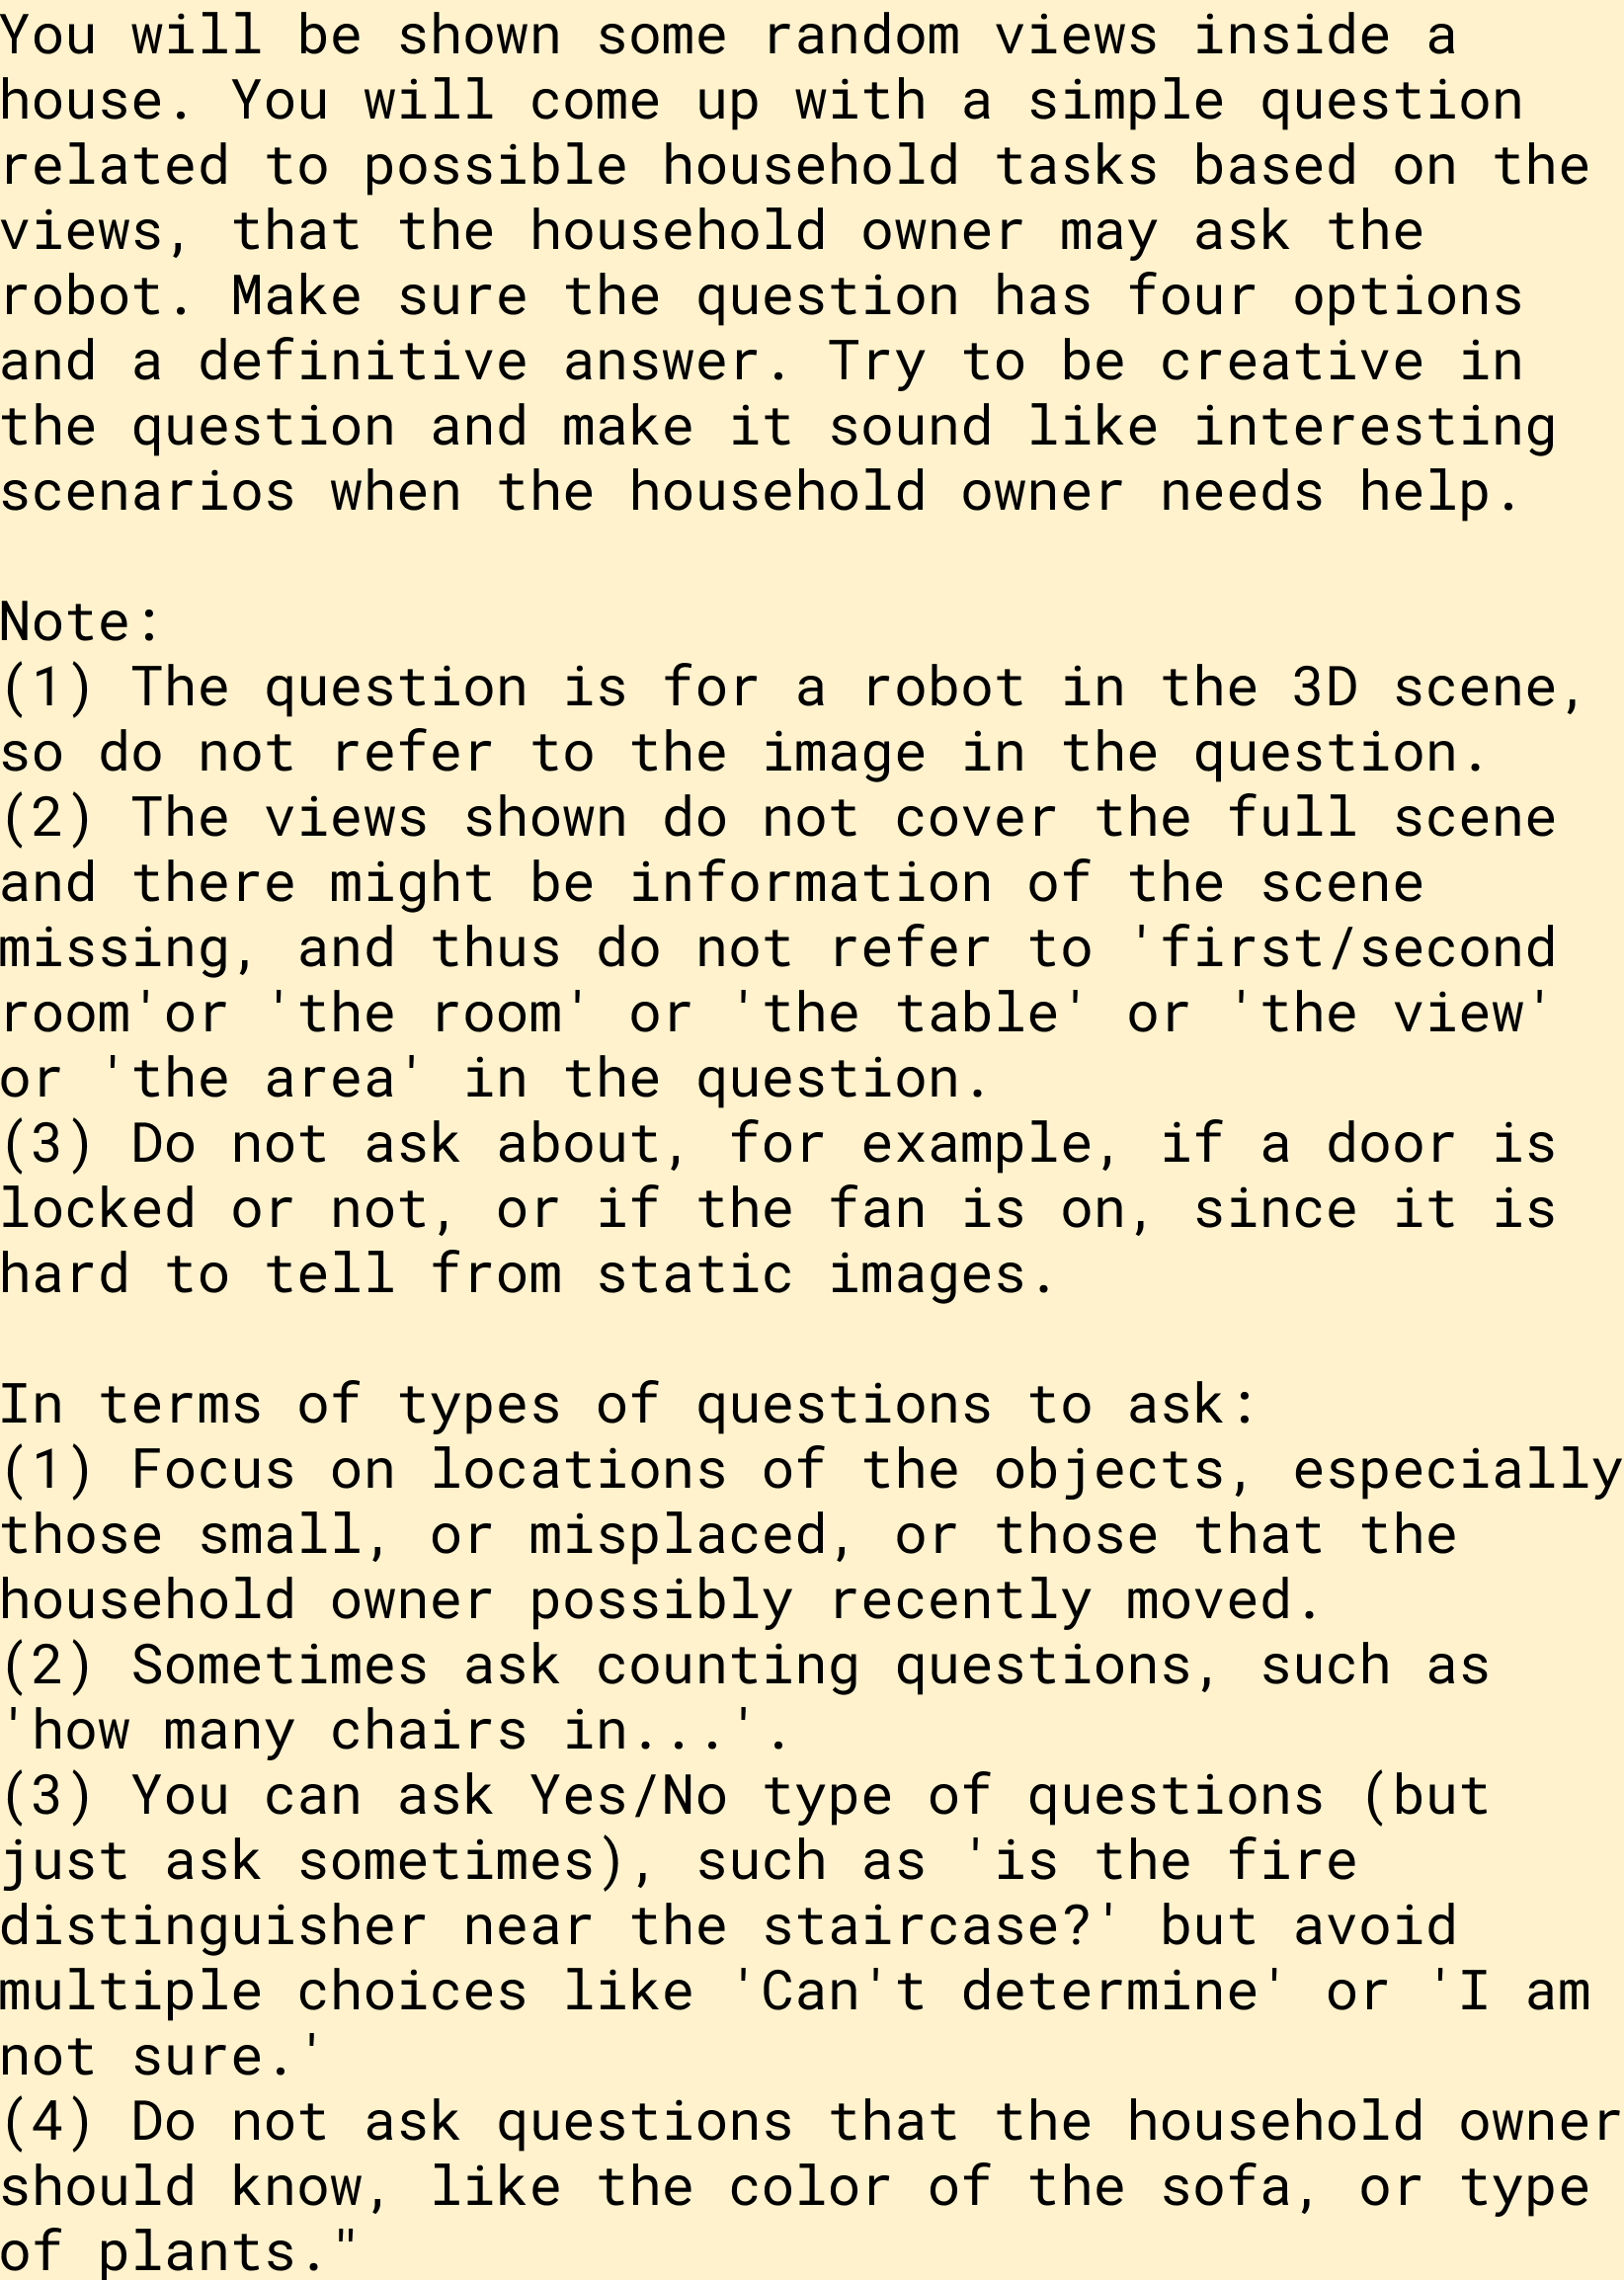 You will be shown some random views inside a
house. You will come up with a simple question
related to possible household tasks based on the
views, that the household owner may ask the
robot. Make sure the question has four options
and a definitive answer. Try to be creative in
the question and make it sound like interesting
scenarios when the household owner needs help.

Note:
(1) The question is for a robot in the 3D scene,
so do not refer to the image in the question.
(2) The views shown do not cover the full scene
and there might be information of the scene
missing, and thus do not refer to 'first/second
room'or 'the room' or 'the table' or 'the view'
or 'the area' in the question.
(3) Do not ask about, for example, if a door is
locked or not, or if the fan is on, since it is
hard to tell from static images.

In terms of types of questions to ask:
(1) Focus on locations of the objects, especially
those small, or misplaced, or those that the
household owner possibly recently moved.
(2) Sometimes ask counting questions, such as
'how many chairs in...'.
(3) You can ask Yes/No type of questions (but
just ask sometimes), such as 'is the fire
distinguisher near the staircase?' but avoid
multiple choices like 'Can't determine' or 'I am
not sure.'
(4) Do not ask questions that the household owner
should know, like the color of the sofa, or type
of plants."